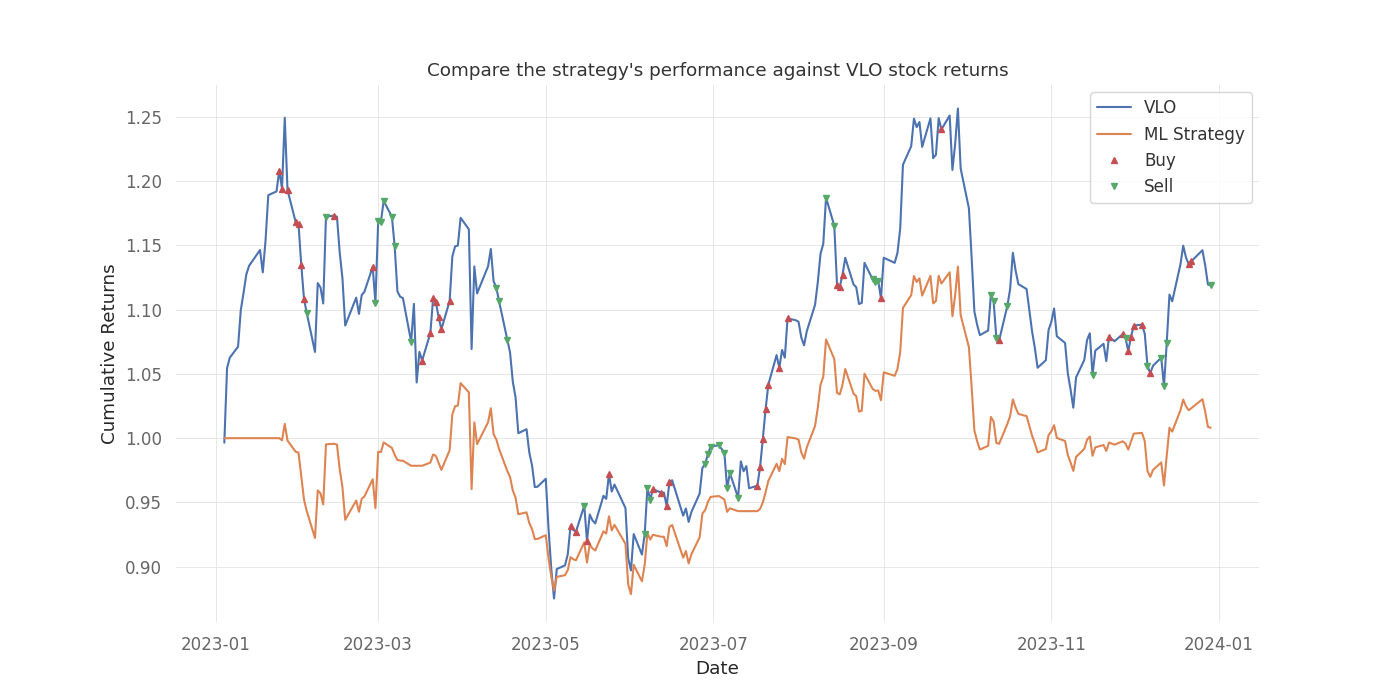 Compare the strategy's performance against VLO stock returns
VLO
ML Strategy
Buy
Sell
Cumulative Returns
1.25
1.20
1.15
1.10
1.05
1.00
0.95
0.90
2023-01
2023-03
2023-05
2023-07
2023-09
2023-11
2024-01
Date